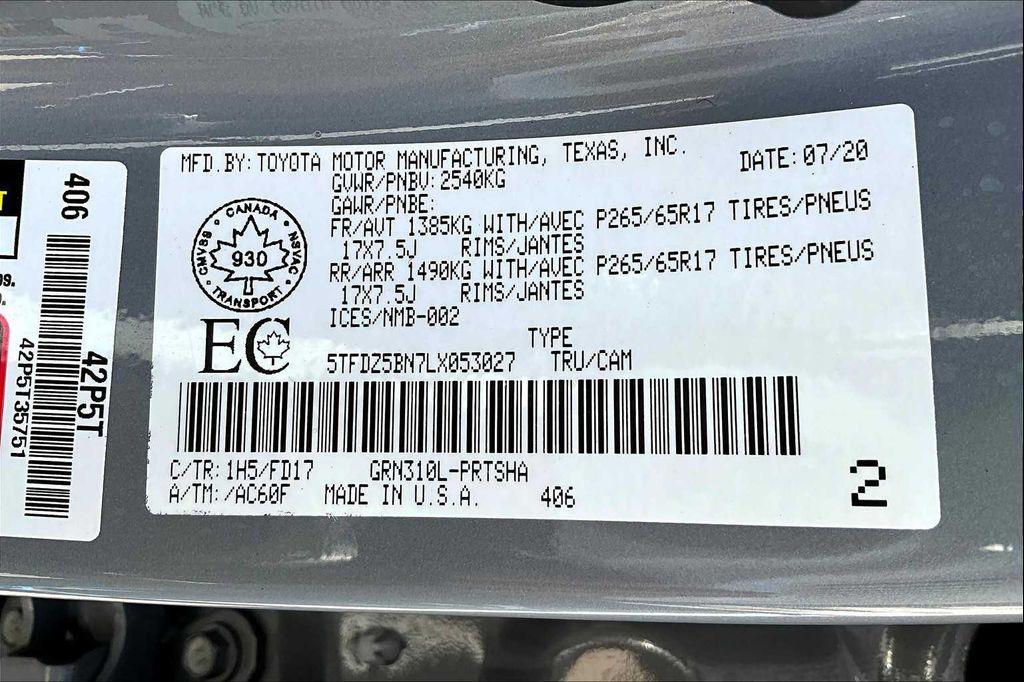 MFD.BY: TOYOTA MOTOR MANUFACTURING, TEXAS, INC. DATE: 07/20
GVWR/PNBV: 2540KG
GAWR/PNBE:
FR/AVT 1385KG WITH/AVEC P265/65R17 TIRES/PNEUS
17X7.5J RIMS/JANTES
RR/ARR 1490KG WITH/AVEC P265/65R17 TIRES/PNEUS
17X7.5J RIMS/JANTES
ICES/NMB-002
CANADA
CMVSS
NSVAC
930
TRANSPORT
EC
TYPE
5TFDZ5BN7LX053027 TRU/CAM
C/TR: 1H5/FD17 GRN310L-PRTSHA
A/TM: /AC60F MADE IN U.S.A. 406
2
406
42P5T
42P5T35751